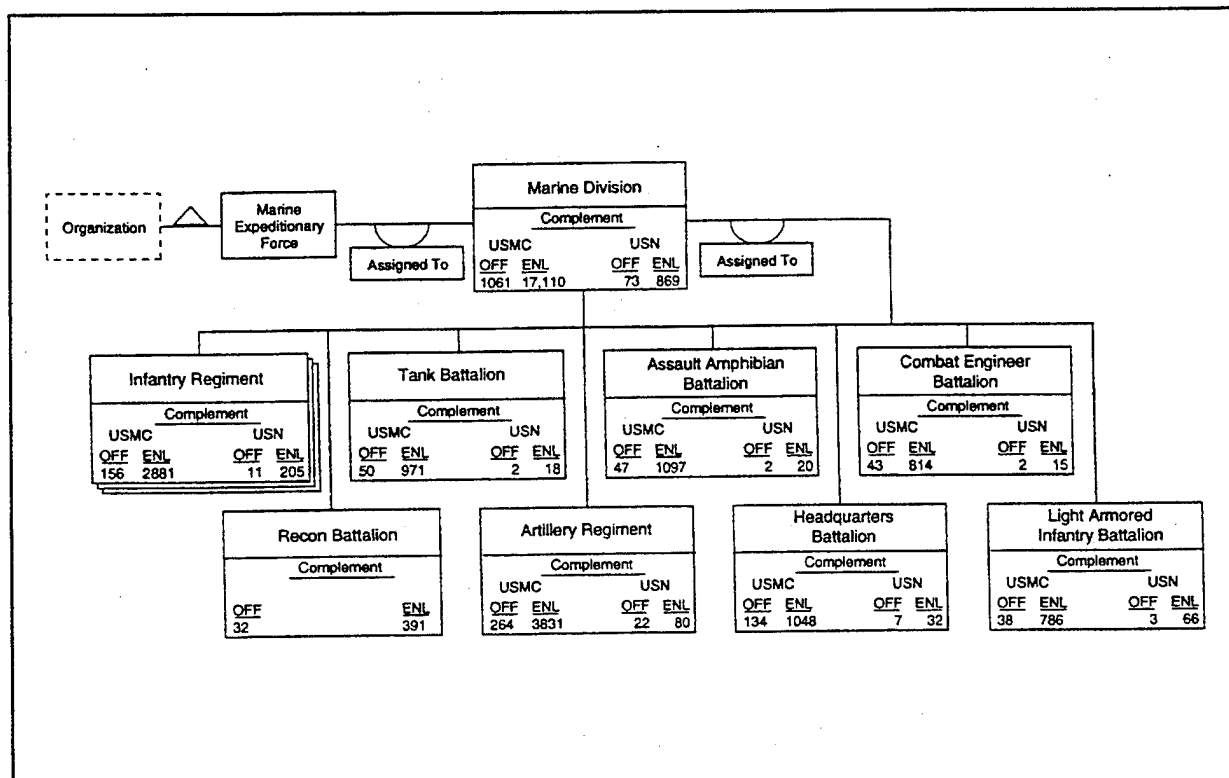 Organization
Marine
Expeditionary
Force
Assigned To
Marine Division
Complement
USMC USN
OFF ENL OFF ENL
1061 17,110 73 869
Assigned To
Infantry Regiment
Complement
USMC USN
OFF ENL OFF ENL
156 2881 11 205
Tank Battalion
Complement
USMC USN
OFF ENL OFF ENL
50 971 2 18
Assault Amphibian
Battalion
Complement
USMC USN
OFF ENL OFF ENL
47 1097 2 20
Combat Engineer
Battalion
Complement
USMC USN
OFF ENL OFF ENL
43 814 2 15
Recon Battalion
Complement
OFF ENL
32 391
Artillery Regiment
Complement
USMC USN
OFF ENL OFF ENL
264 3831 22 80
Headquarters
Battalion
Complement
USMC USN
OFF ENL OFF ENL
134 1048 7 32
Light Armored
Infantry Battalion
Complement
USMC USN
OFF ENL OFF ENL
38 786 3 66